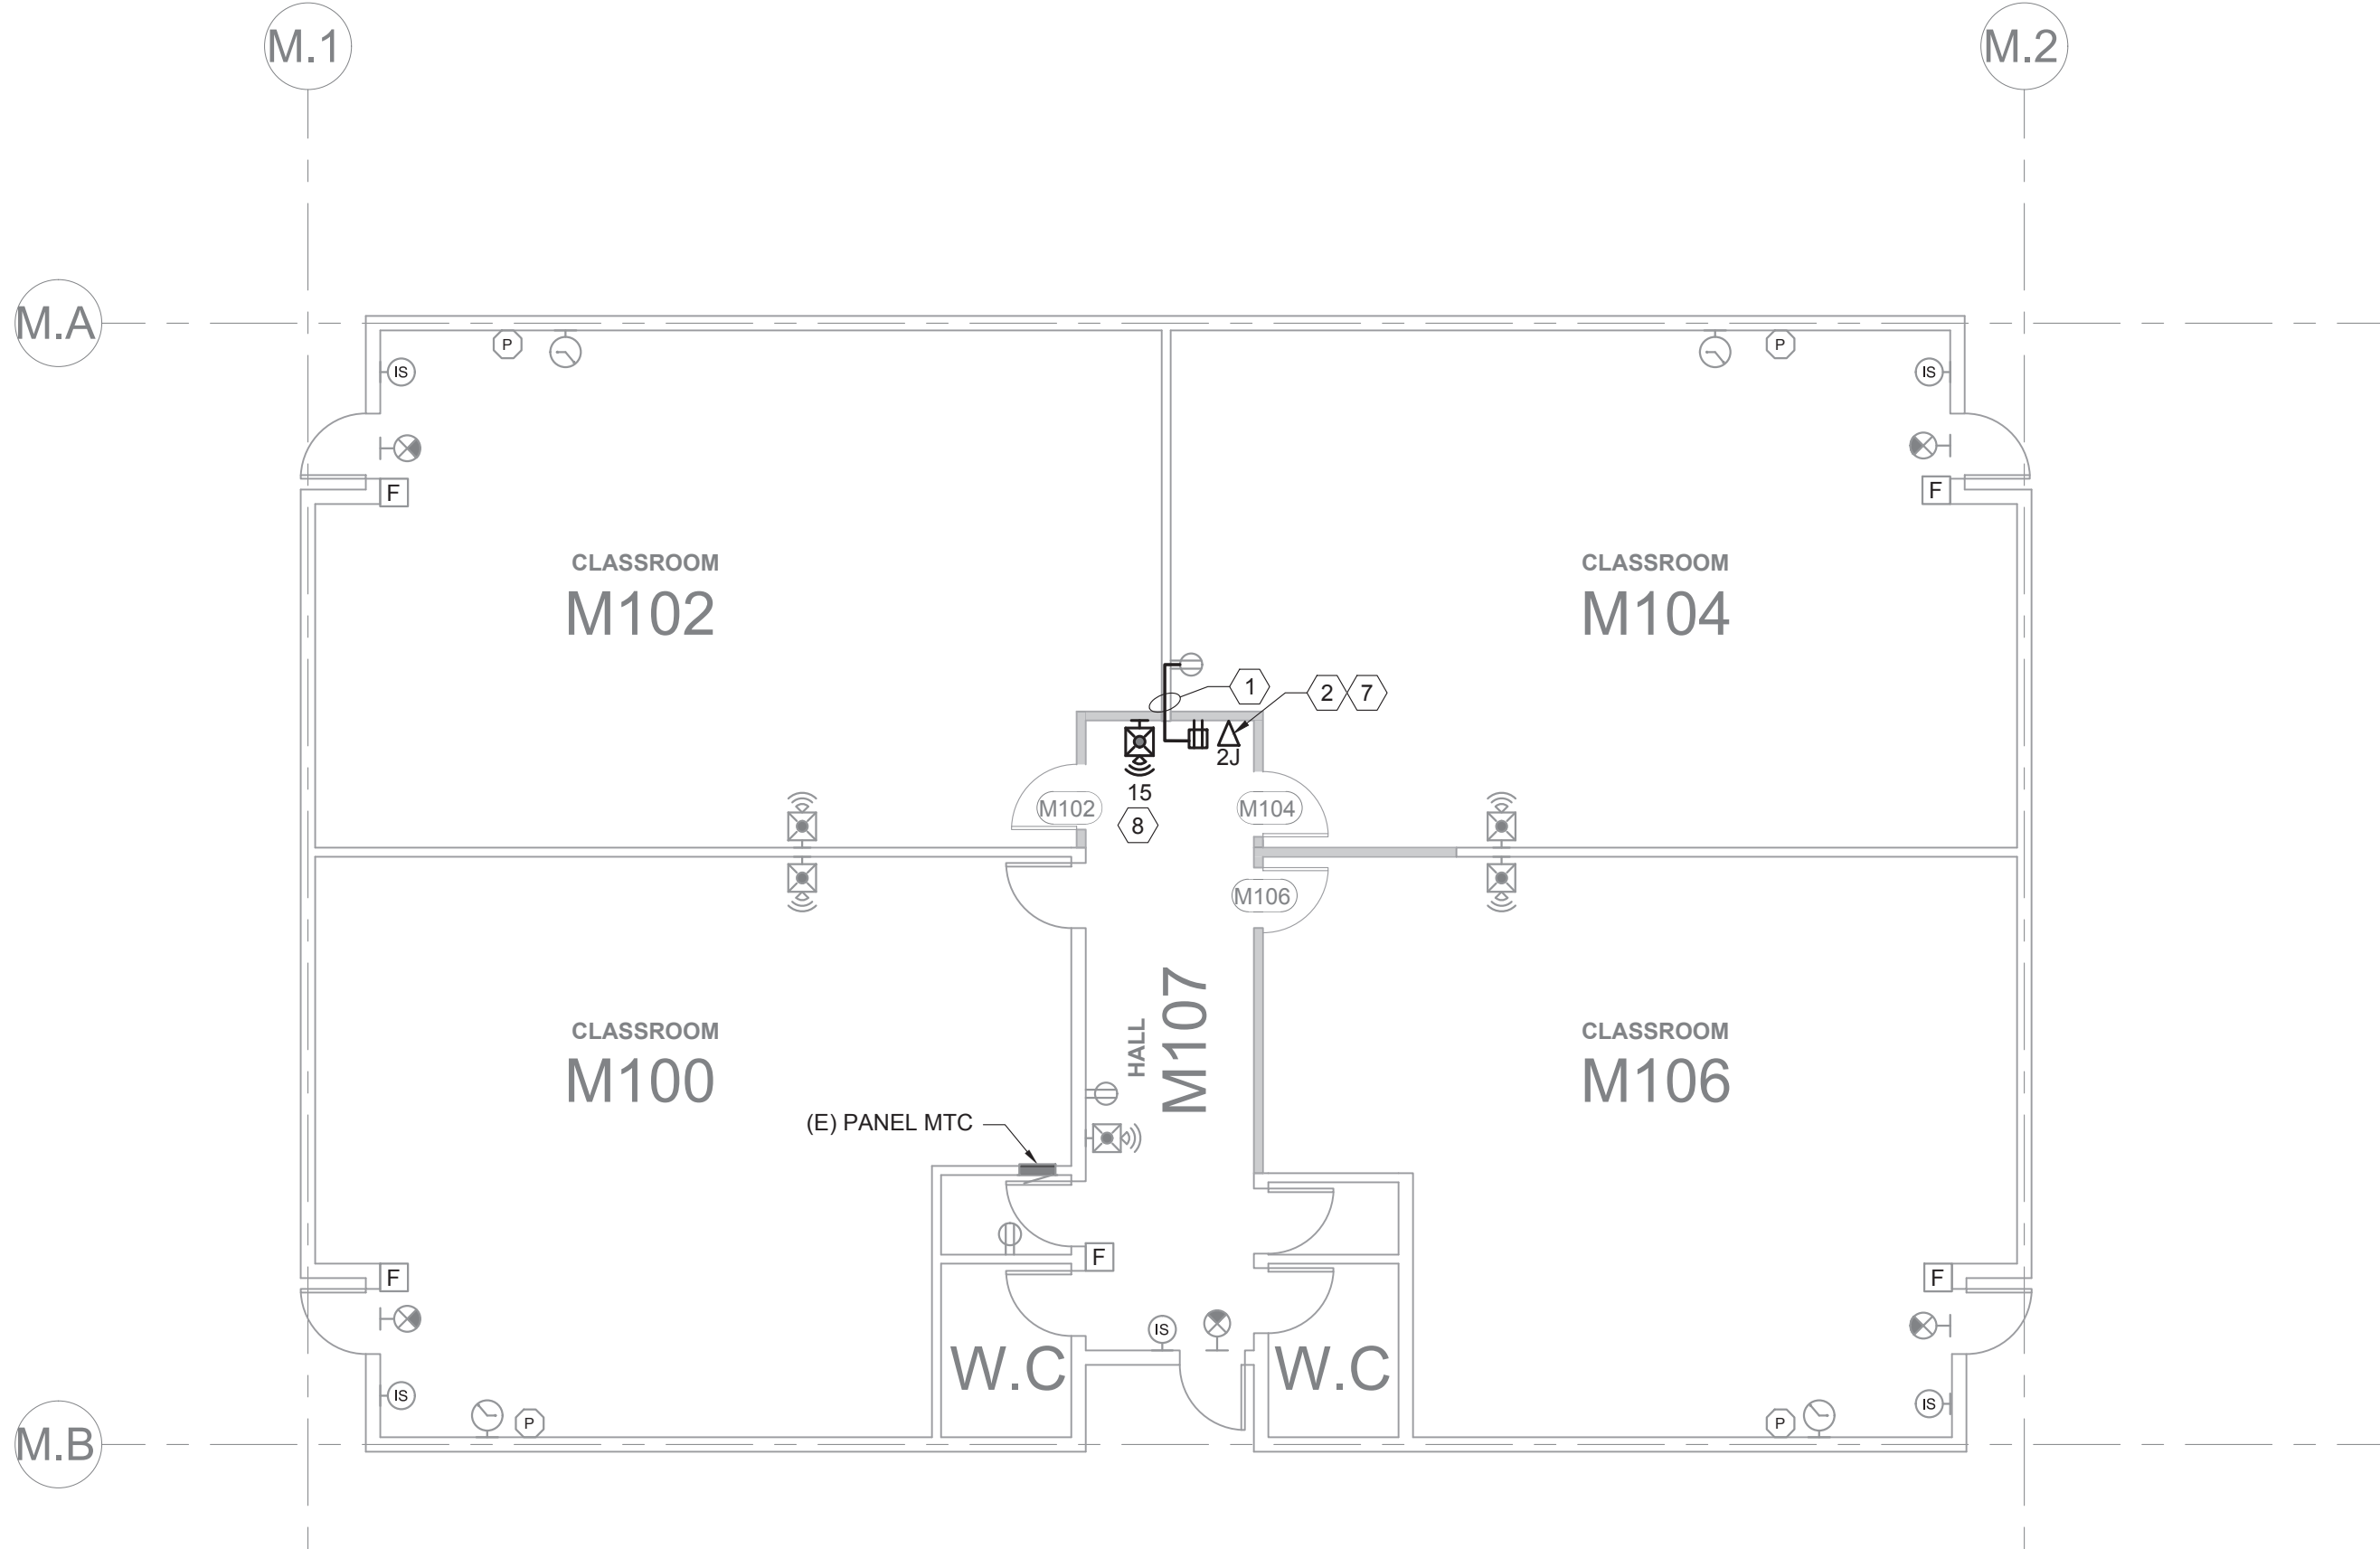 M.1
M.2
M.A
P
P
IS
IS
F
F
CLASSROOM
M102
CLASSROOM
M104
1
2
7
2J
15
8
M102
M104
M106
CLASSROOM
M100
HALL
M107
CLASSROOM
M106
(E) PANEL MTC
F
F
F
IS
W.C
W.C
IS
IS
P
P
M.B